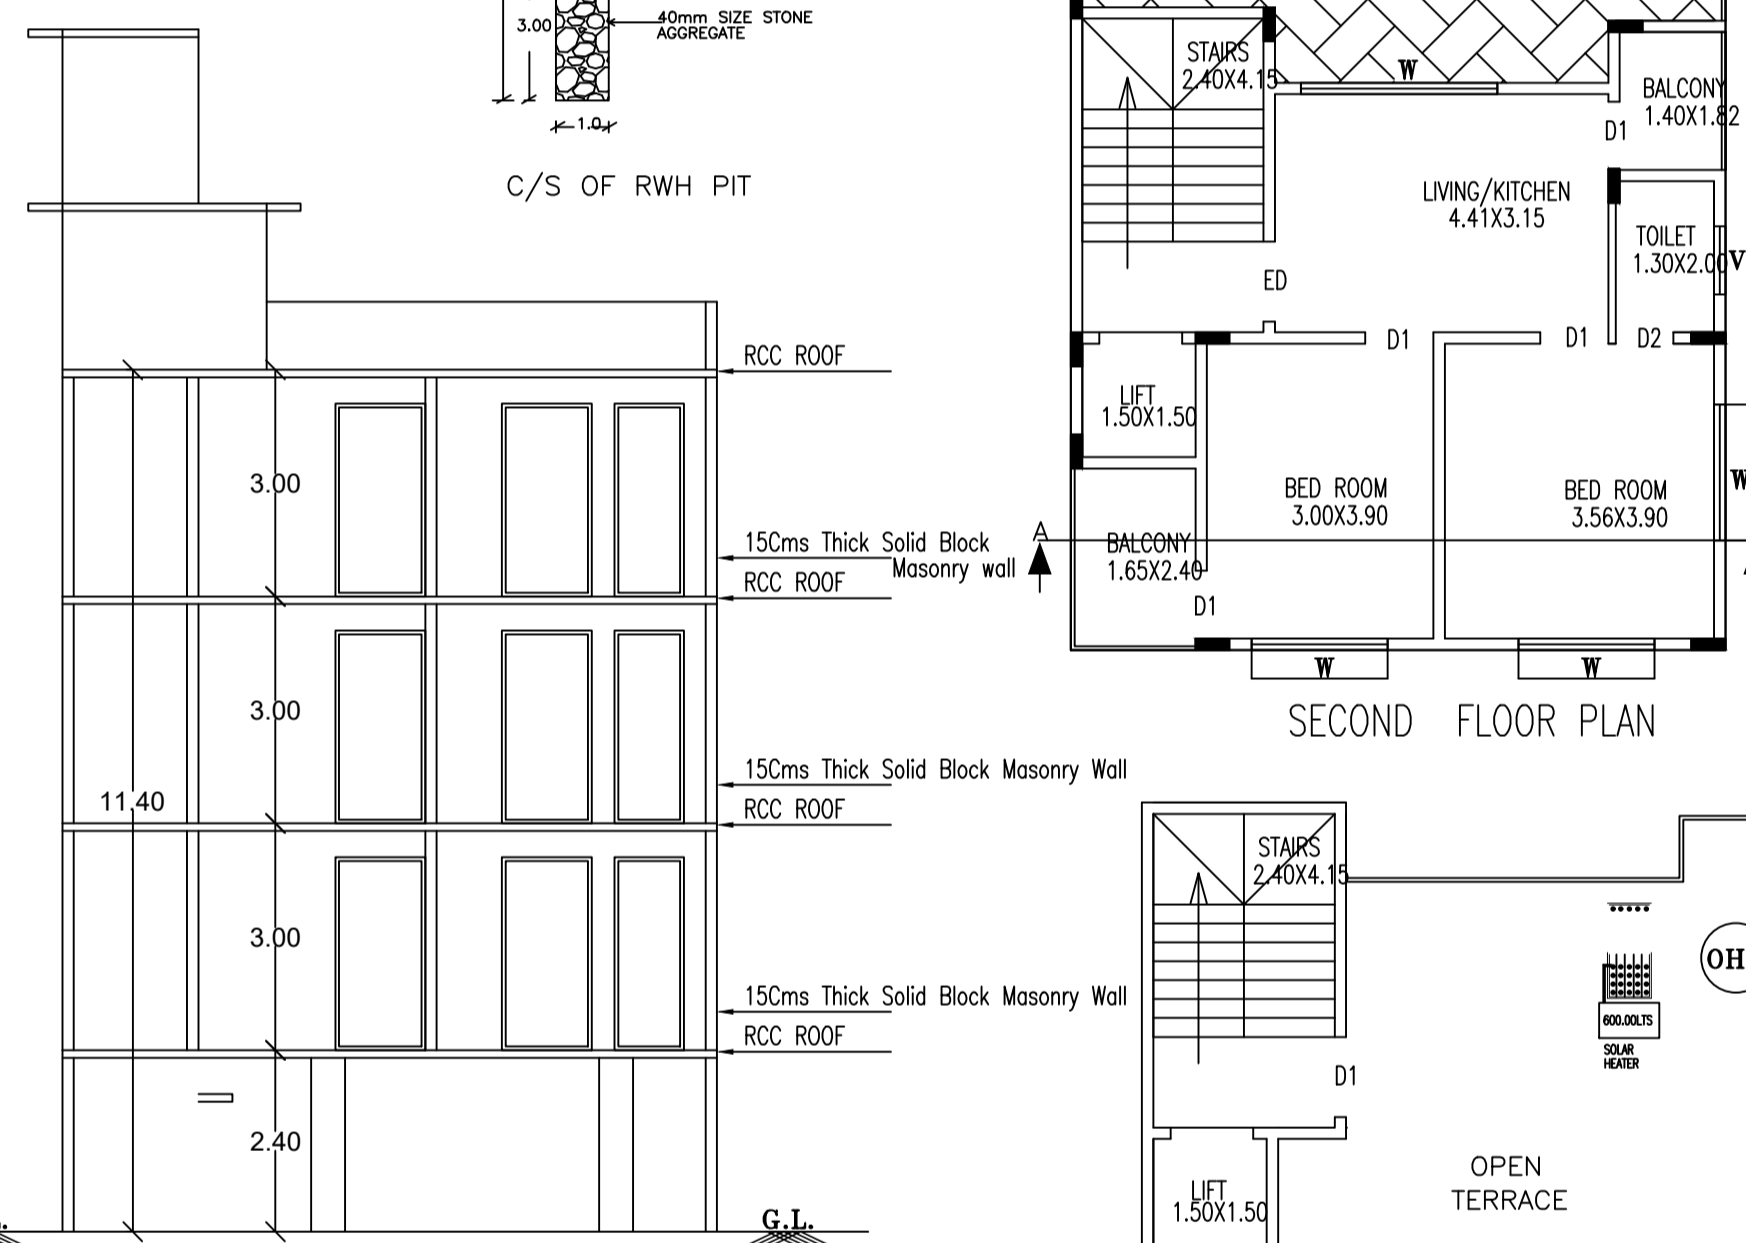 3.00
40mm SIZE STONE
AGGREGATE
1.0
C/S OF RWH PIT
RCC ROOF
3.00
15Cms Thick Solid Block
Masonry wall
RCC ROOF
3.00
15Cms Thick Solid Block Masonry Wall
11.40
RCC ROOF
3.00
15Cms Thick Solid Block Masonry Wall
RCC ROOF
2.40
G.L.
STAIRS
2.40X4.15
W
BALCONY
1.40X1.82
D1
LIVING/KITCHEN
4.41X3.15
TOILET
1.30X2.00
V
ED
D1
D1
D2
LIFT
1.50X1.50
BED ROOM
3.00X3.90
BED ROOM
3.56X3.90
W
A
BALCONY
1.65X2.40
D1
W
W
SECOND FLOOR PLAN
STAIRS
2.40X4.15
OH
600.00LTS
SOLAR
HEATER
D1
OPEN
TERRACE
LIFT
1.50X1.50